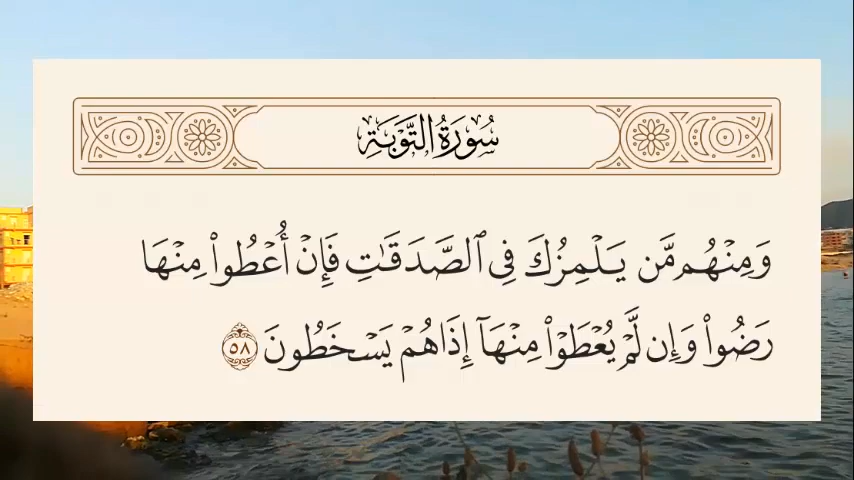 سُورَةُ التَّوْبَةِ
وَمِنْهُم مَّن يَلْمِزُكَ فِى ٱلصَّدَقَـٰتِ فَإِنْ أُعْطُوا۟ مِنْهَا
رَضُوا۟ وَإِن لَّمْ يُعْطَوْا۟ مِنْهَآ إِذَا هُمْ يَسْخَطُونَ ٥٨